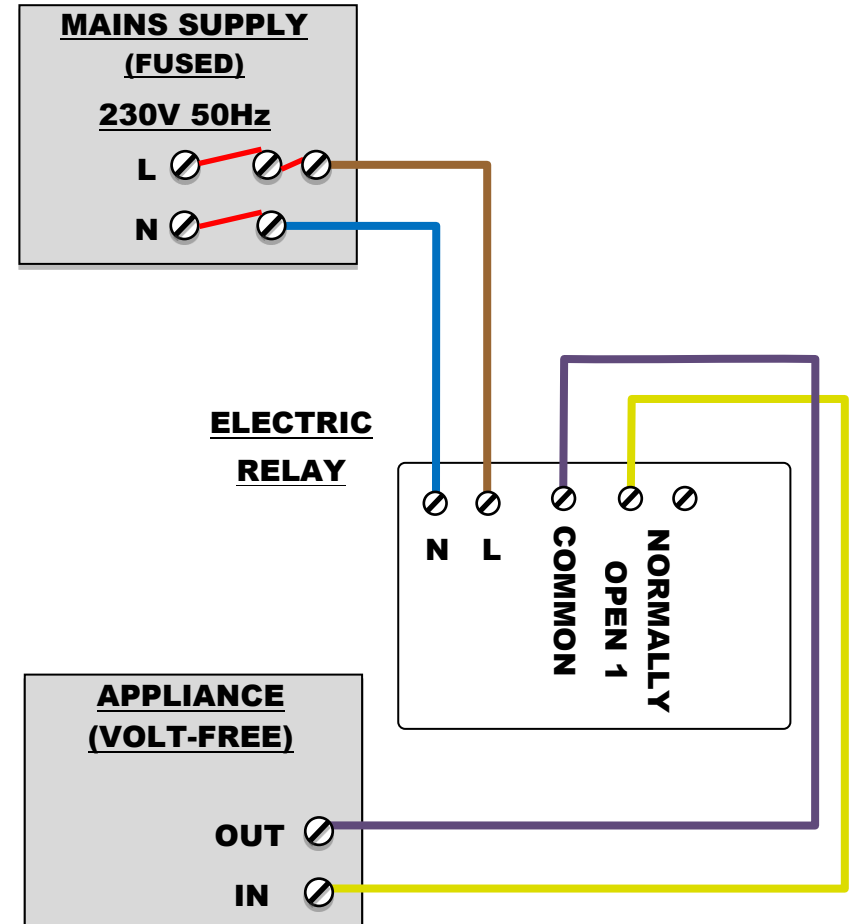 MAINS SUPPLY
(FUSED)
230V 50Hz
L
N
ELECTRIC
RELAY
N L
COMMON
NORMALLY
OPEN 1
APPLIANCE
(VOLT-FREE)
OUT
IN